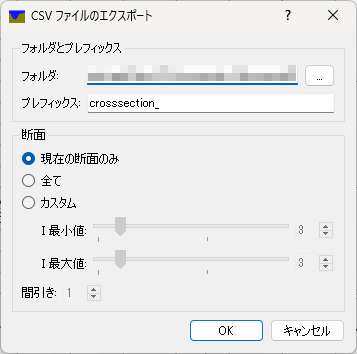 CSV ファイルのエクスポート
?
フォルダとプレフィックス
フォルダ:
...
プレフィックス: crosssection_
断面
現在の断面のみ
全て
カスタム
I 最小値: 3
I 最大値: 3
間引き: 1
OK キャンセル